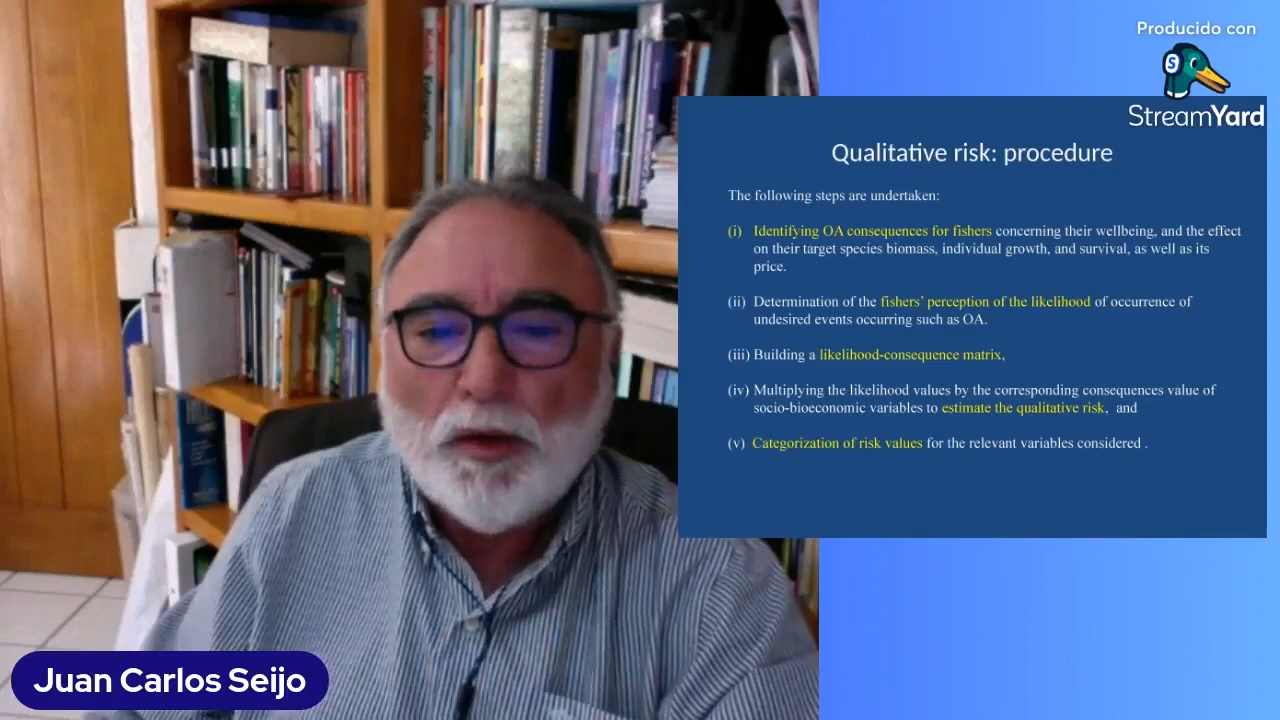 Producido con
StreamYard
Qualitative risk: procedure
The following steps are undertaken:
(i) Identifying OA consequences for fishers concerning their wellbeing, and the effect
on their target species biomass, individual growth, and survival, as well as its
price.
(ii) Determination of the fishers' perception of the likelihood of occurrence of
undesired events occurring such as OA.
(iii) Building a likelihood-consequence matrix,
(iv) Multiplying the likelihood values by the corresponding consequences value of
socio-bioeconomic variables to estimate the qualitative risk, and
(v) Categorization of risk values for the relevant variables considered .
Juan Carlos Seijo